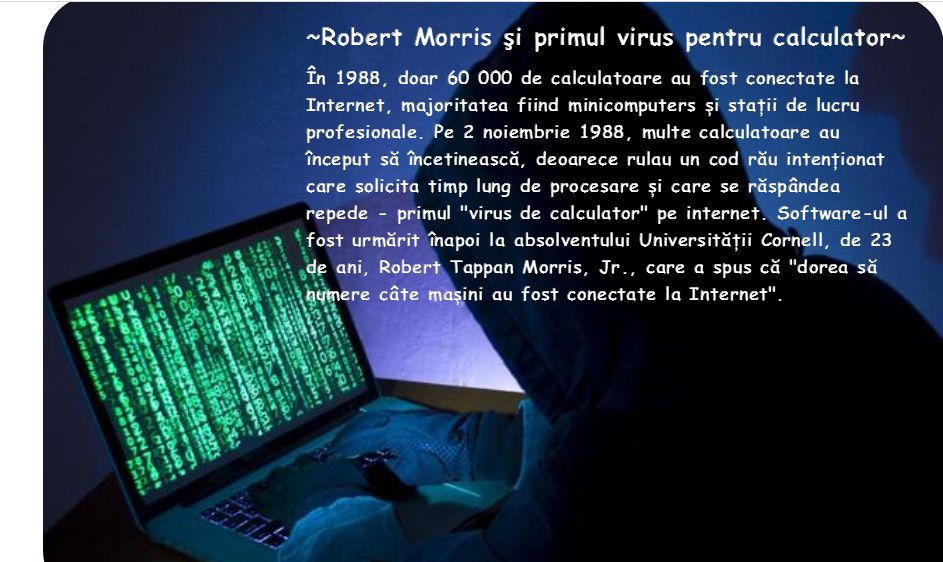 ~Robert Morris şi primul virus pentru calculator~
În 1988, doar 60 000 de calculatoare au fost conectate la
Internet, majoritatea fiind minicomputers și stații de lucru
profesionale. Pe 2 noiembrie 1988, multe calculatoare au
început să încetinească, deoarece rulau un cod rău intenționat
care solicita timp lung de procesare și care se răspândea
repede - primul "virus de calculator" pe internet. Software-ul a
fost urmărit înapoi la absolventului Universității Cornell, de 23
de ani, Robert Tappan Morris, Jr., care a spus că "dorea să
numere câte mașini au fost conectate la Internet".